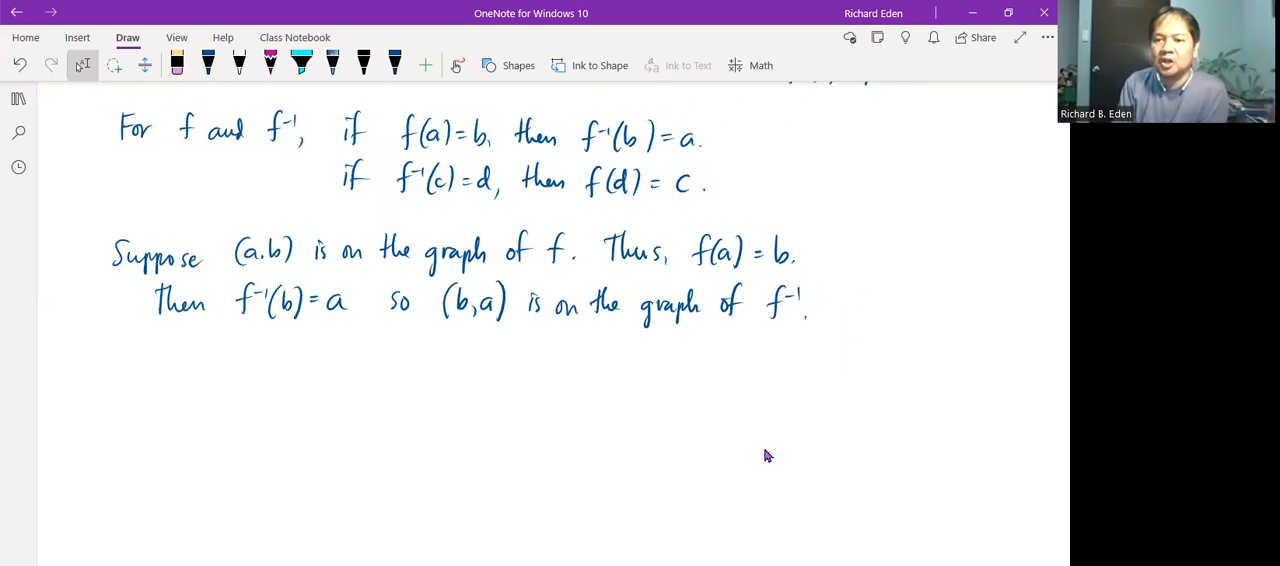 OneNote for Windows 10
Richard Eden
Home Insert Draw View Help Class Notebook
Share
Shapes Ink to Shape Ink to Text Math
Richard B. Eden
For f and f⁻¹, if f(a)=b, then f⁻¹(b)=a.
if f⁻¹(c)=d, then f(d)=c.
Suppose (a.b) is on the graph of f. Thus, f(a)=b.
Then f⁻¹(b)=a so (b,a) is on the graph of f⁻¹.